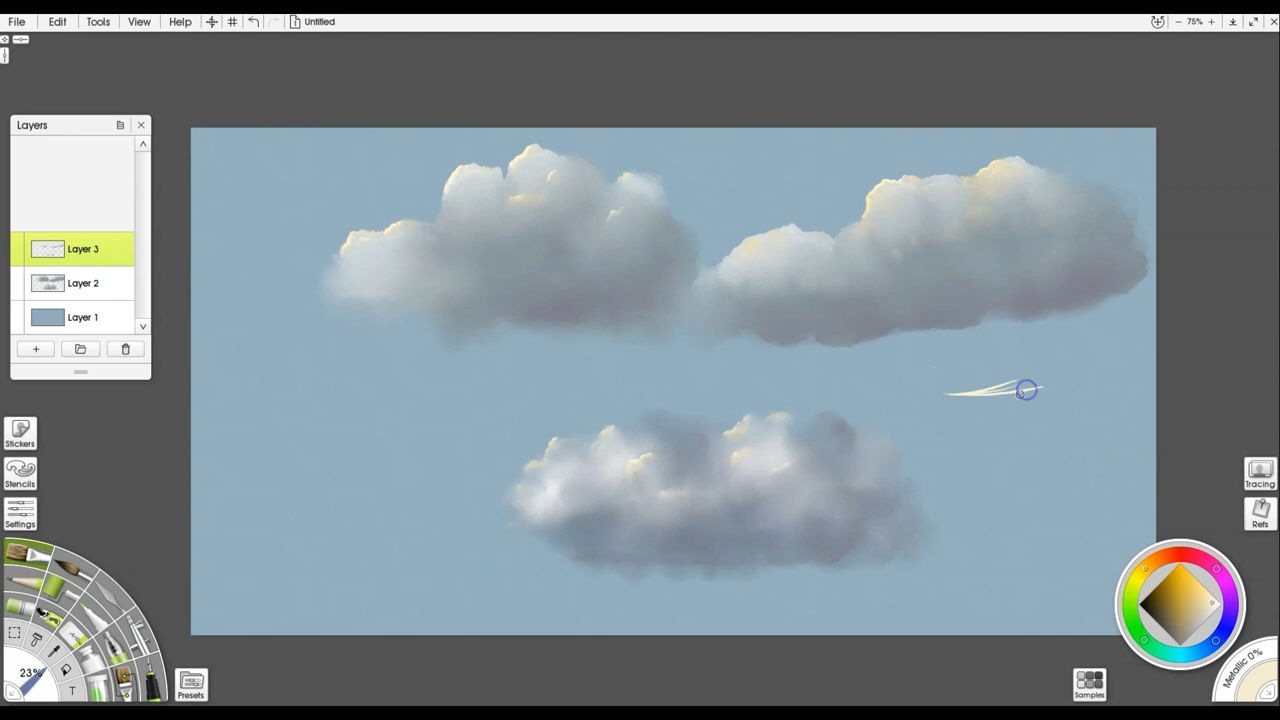 File Edit Tools View Help Untitled 75%
Layers
Layer 3
Layer 2
Layer 1
Stickers
Stencils
Settings
Tracing
Refs
23%
T
Presets
Samples
Metallic 0%